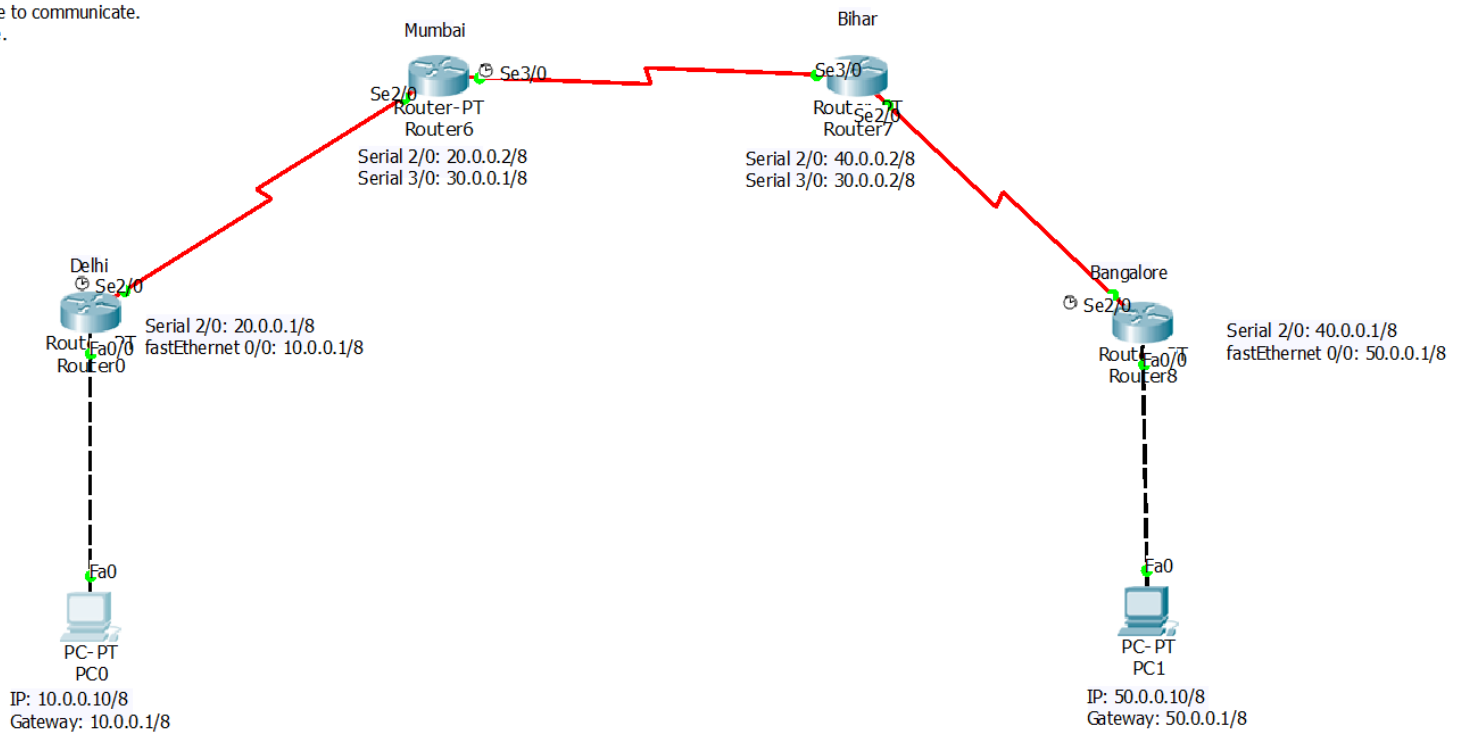 e to communicate.
Mumbai
Se3/0
Se2/0
Router-PT
Router6
Serial 2/0: 20.0.0.2/8
Serial 3/0: 30.0.0.1/8
Bihar
Se3/0
Se2/0
Router7
Serial 2/0: 40.0.0.2/8
Serial 3/0: 30.0.0.2/8
Delhi
Se2/0
Fa0/0
Router0
Serial 2/0: 20.0.0.1/8
fastEthernet 0/0: 10.0.0.1/8
Bangalore
Se2/0
Fa0/0
Router8
Serial 2/0: 40.0.0.1/8
fastEthernet 0/0: 50.0.0.1/8
Fa0
PC-PT
PC0
IP: 10.0.0.10/8
Gateway: 10.0.0.1/8
Fa0
PC-PT
PC1
IP: 50.0.0.10/8
Gateway: 50.0.0.1/8